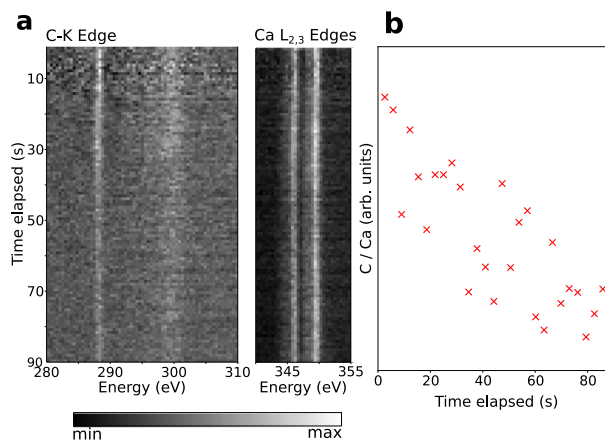 a
b
C-K Edge
Ca L2,3 Edges
Time elapsed (s)
10
30
50
70
90
280
290
300
310
Energy (eV)
345
355
Energy (eV)
min
max
C / Ca (arb. units)
0
20
40
60
80
Time elapsed (s)